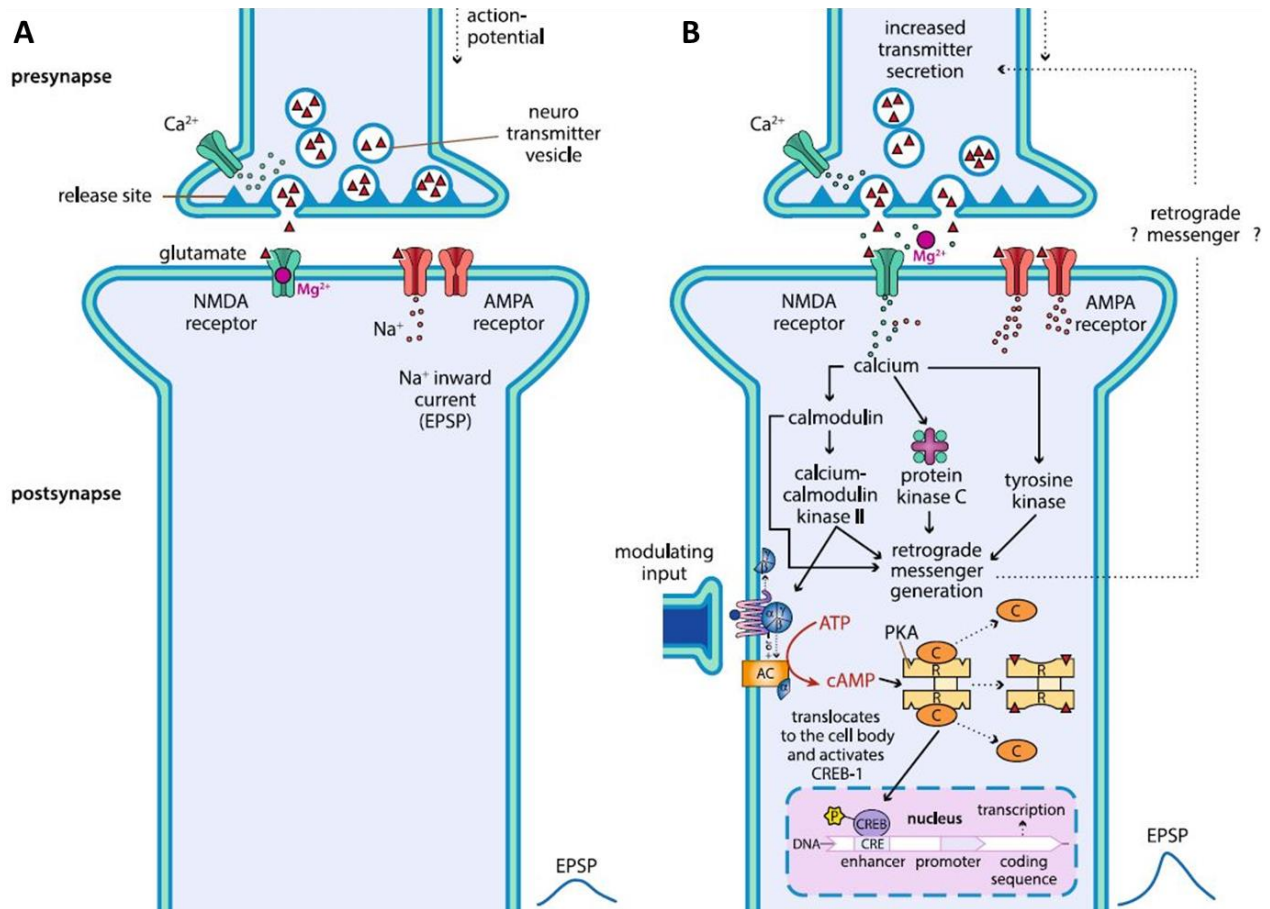 A
action-
potential
presynapse
Ca²⁺
neuro
transmitter
vesicle
release site
glutamate
Mg²⁺
NMDA
receptor
Na⁺
AMPA
receptor
Na⁺ inward
current
(EPSP)
postsynapse
EPSP
B
increased
transmitter
secretion
Ca²⁺
retrograde
? messenger ?
Mg²⁺
NMDA
receptor
AMPA
receptor
calcium
calmodulin
calcium-
calmodulin
kinase II
protein
kinase C
tyrosine
kinase
retrograde
messenger
generation
modulating
input
γ
β
α γ
β
or
+
AC
α
ATP
cAMP
PKA
C
R
R
C
C
R
R
C
translocates
to the cell body
and activates
CREB-1
P
CREB
nucleus
transcription
DNA
CRE
enhancer
promoter
coding
sequence
EPSP